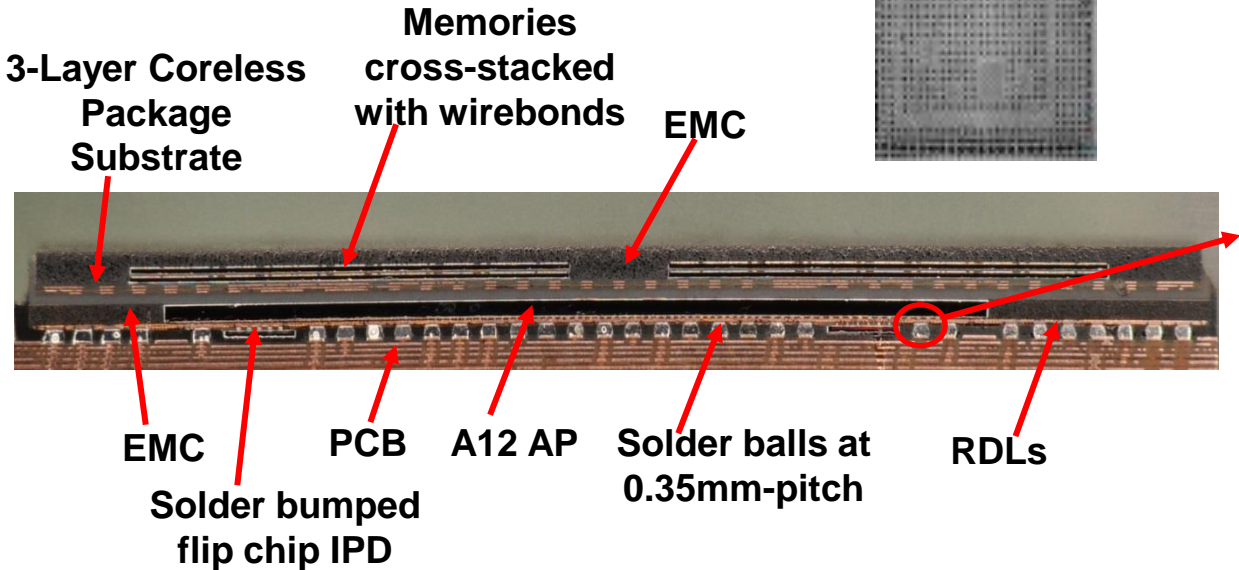 Memories
cross-stacked
with wirebonds
3-Layer Coreless
Package
Substrate
EMC
EMC
PCB
A12 AP
Solder balls at
0.35mm-pitch
RDLs
Solder bumped
flip chip IPD